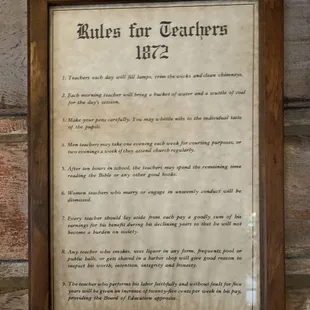 Rules for Teachers
1872
1. Teachers each day will fill lamps, trim the wicks and clean chimneys.
2. Each morning teacher will bring a bucket of water and a scuttle of coal
for the day's session.
3. Make your pens carefully. You may whittle nibs to the individual taste
of the pupils.
4. Men teachers may take one evening each week for courting purposes, or
two evenings a week if they attend church regularly.
5. After ten hours in school, the teachers may spend the remaining time
reading the Bible or any other good books.
6. Women teachers who marry or engage in unseemly conduct will be
dismissed.
7. Every teacher should lay aside from each pay a goodly sum of his
earnings for his benefit during his declining years so that he will not
become a burden on society.
8. Any teacher who smokes, uses liquor in any form, frequents pool or
public halls, or gets shaved in a barber shop will give good reason to
suspect his worth, intention, integrity and honesty.
9. The teacher who performs his labor faithfully and without fault for five
years will be given an increase of twenty-five cents per week in his pay,
providing the Board of Education approves.